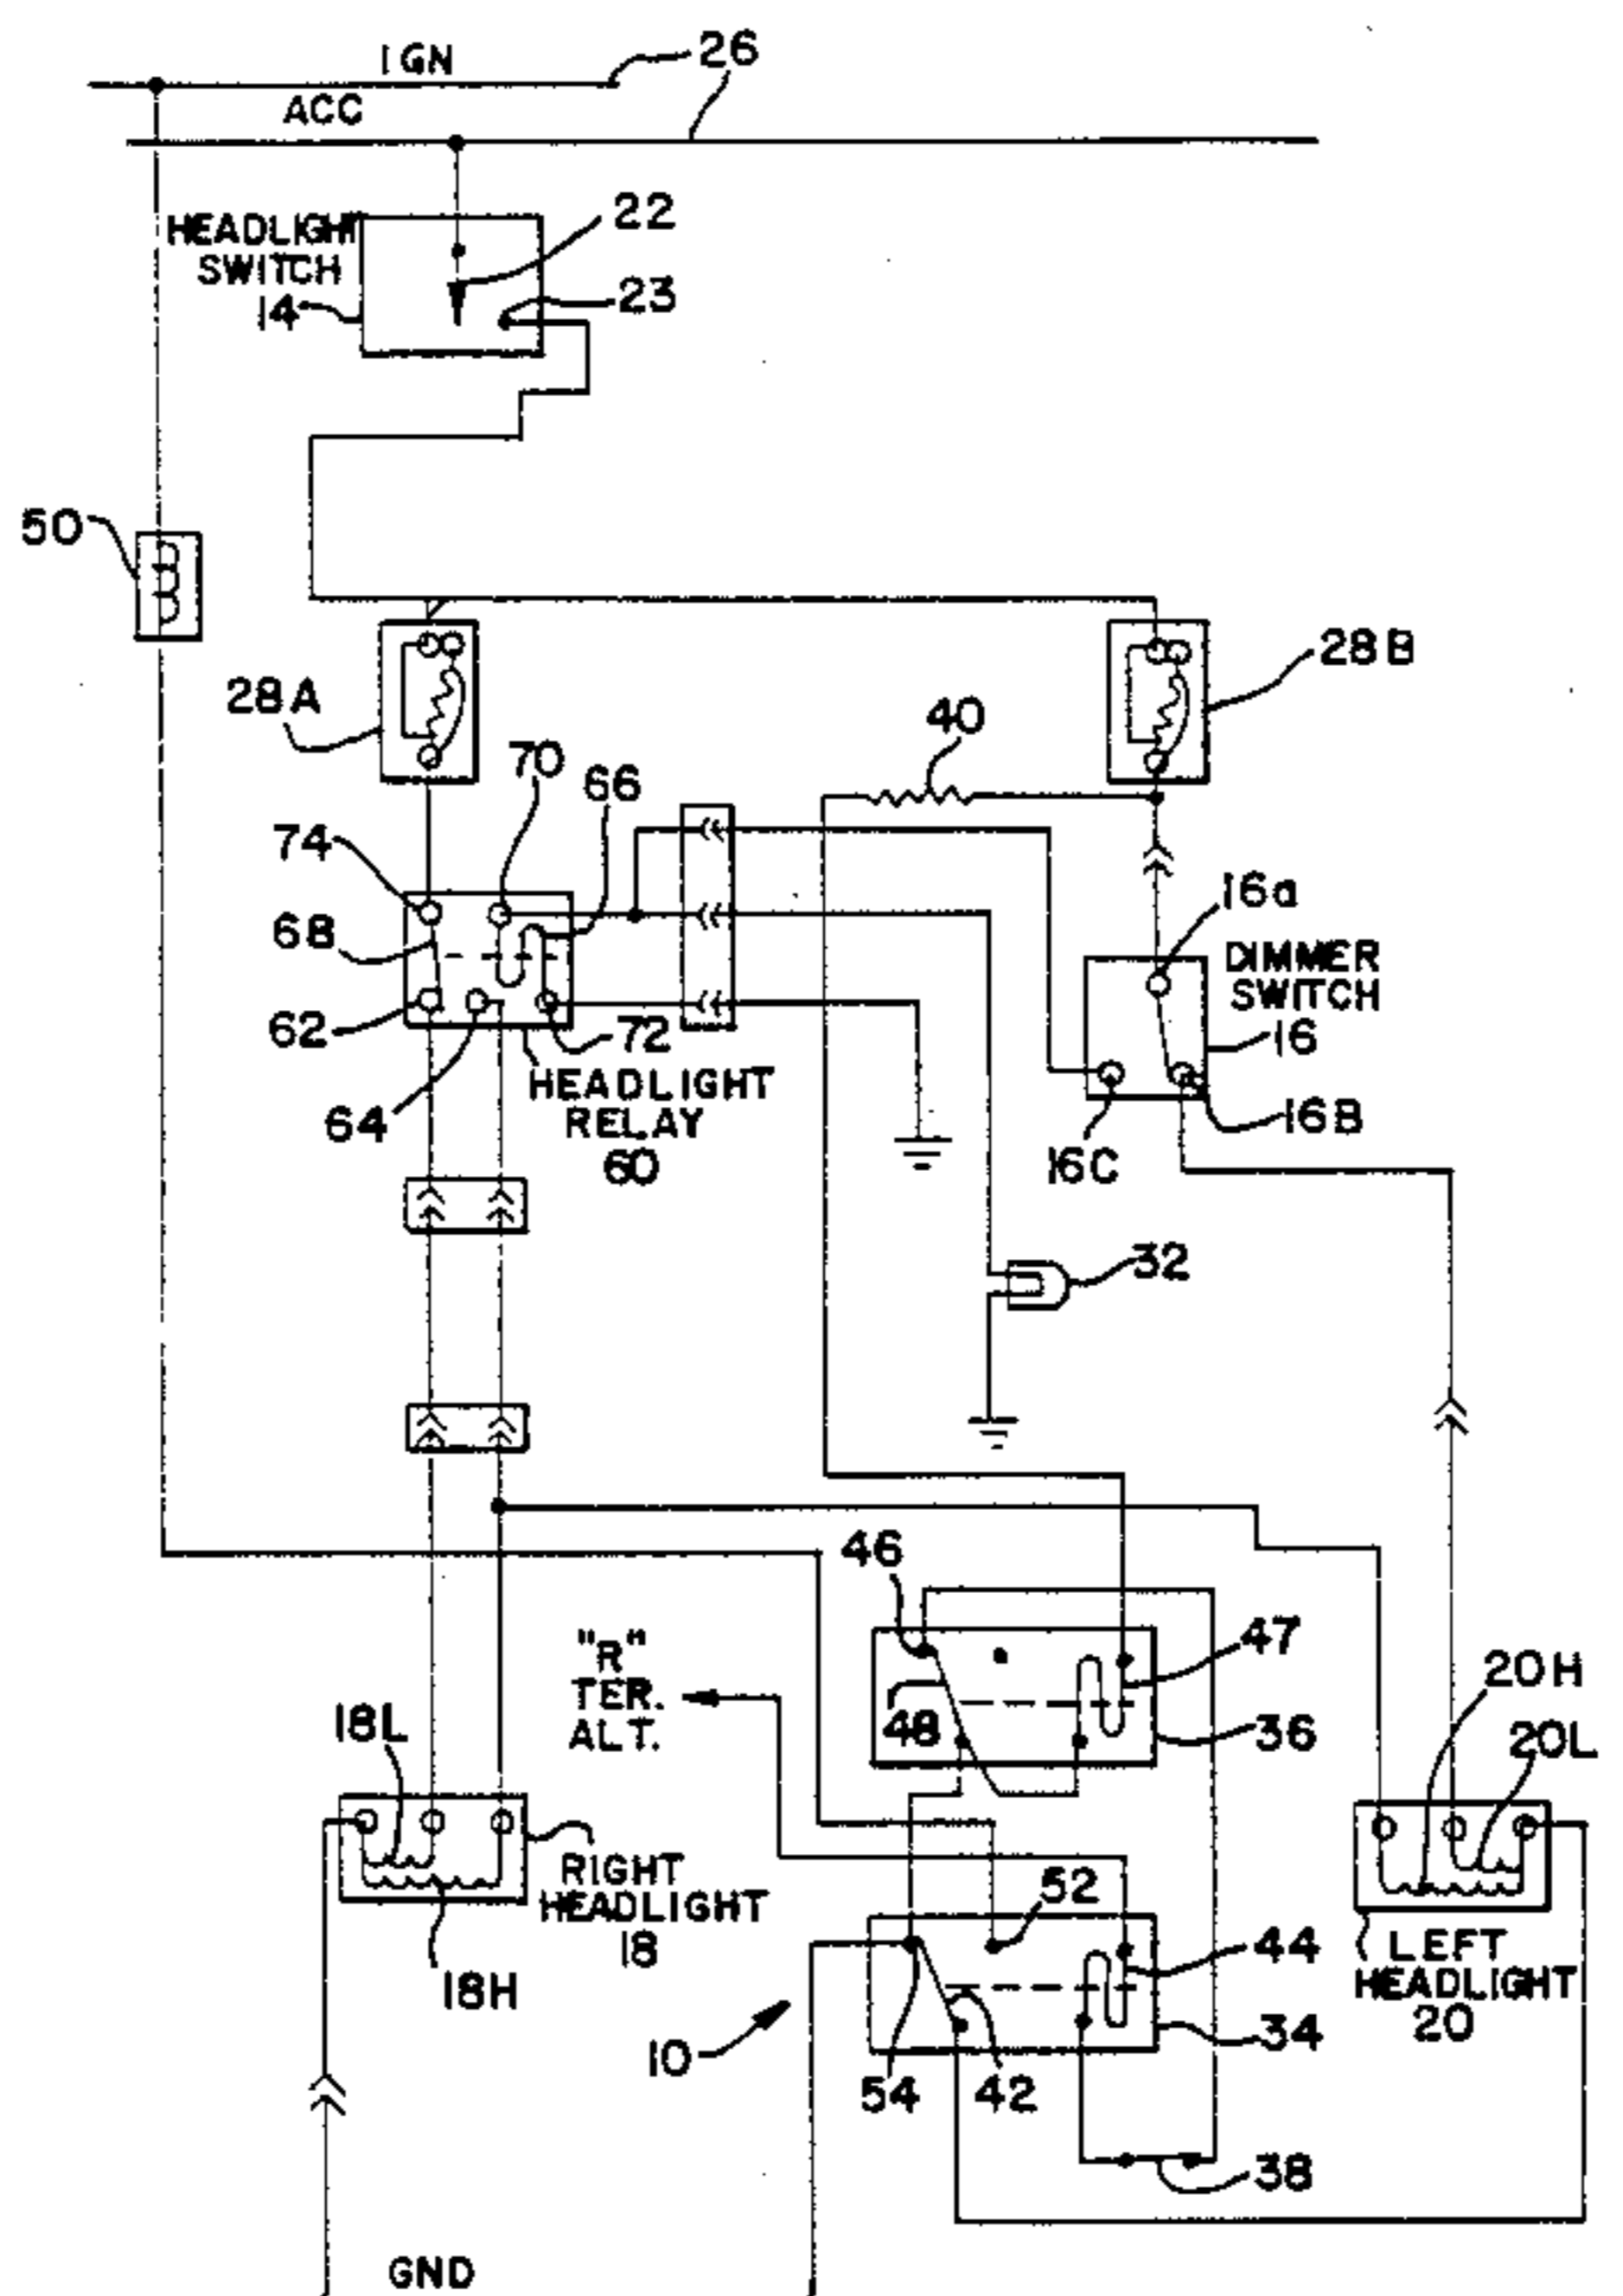 IGN
26
ACC
HEADLIGHT
SWITCH
14
22
23
50
28A
28B
40
70
66
74
68
62
64
72
HEADLIGHT
RELAY
60
16a
DIMMER
SWITCH
16
16B
16C
32
46
47
48
36
"R"
TER.
ALT.
18L
20H
20L
RIGHT
HEADLIGHT
18
18H
52
44
34
LEFT
HEADLIGHT
20
10
54
42
38
GND